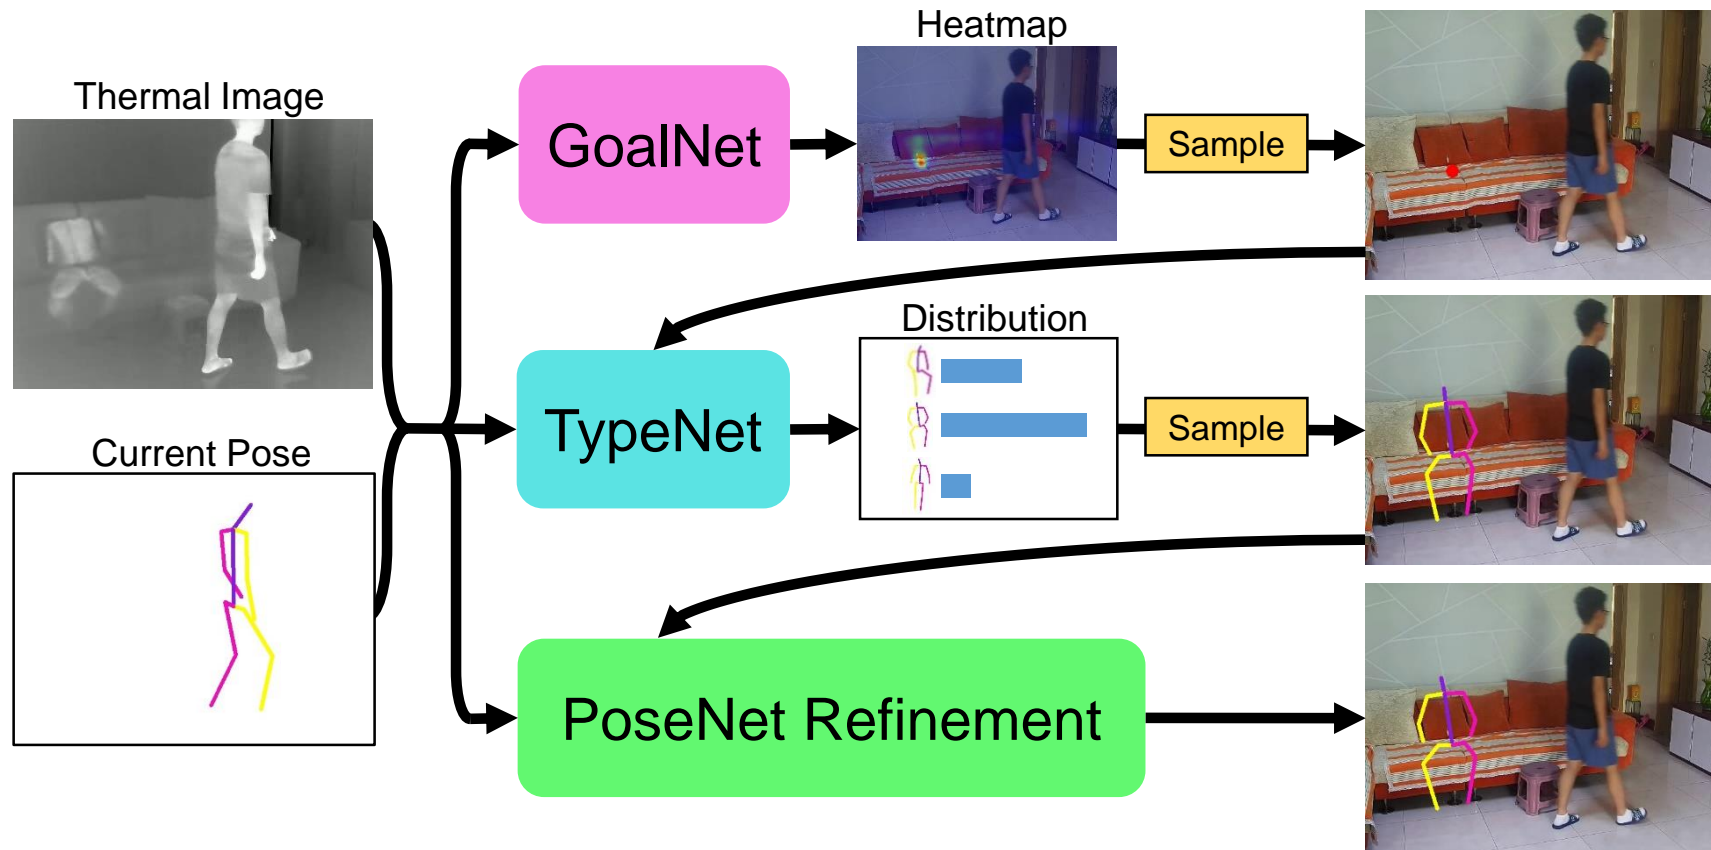 Heatmap
Thermal Image
GoalNet
Sample
Distribution
TypeNet
Sample
Current Pose
PoseNet Refinement